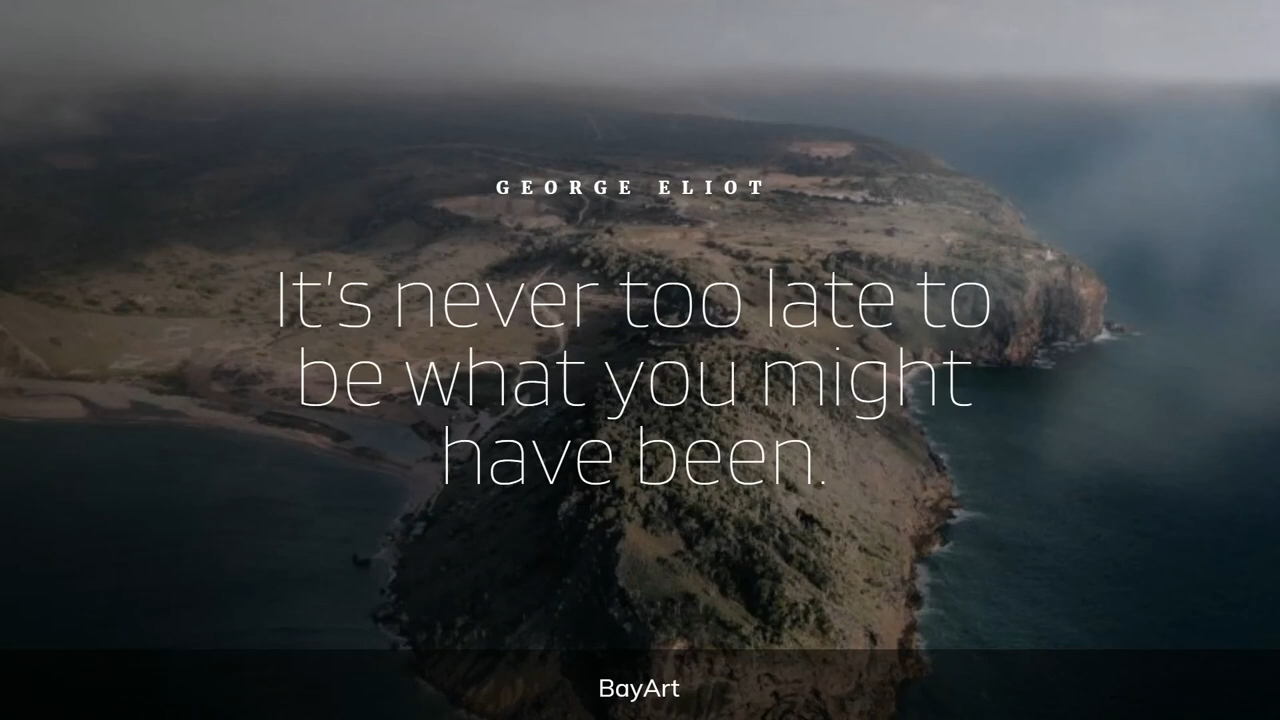 GEORGE ELIOT
It's never too late to
be what you might
have been.
BayArt